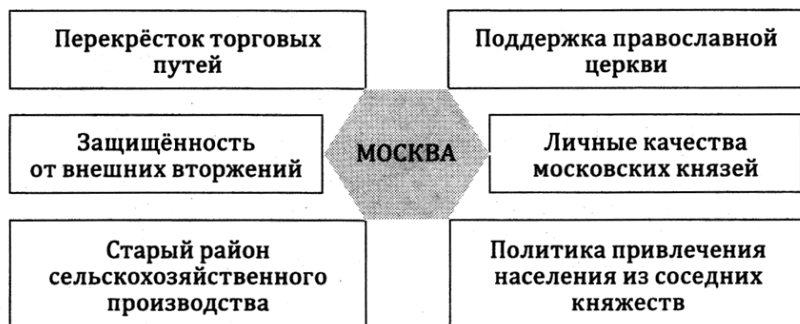 Перекрёсток торговых
путей
Поддержка православной
церкви
Защищённость
от внешних вторжений
МОСКВА
Личные качества
московских князей
Старый район
сельскохозяйственного
производства
Политика привлечения
населения из соседних
княжеств